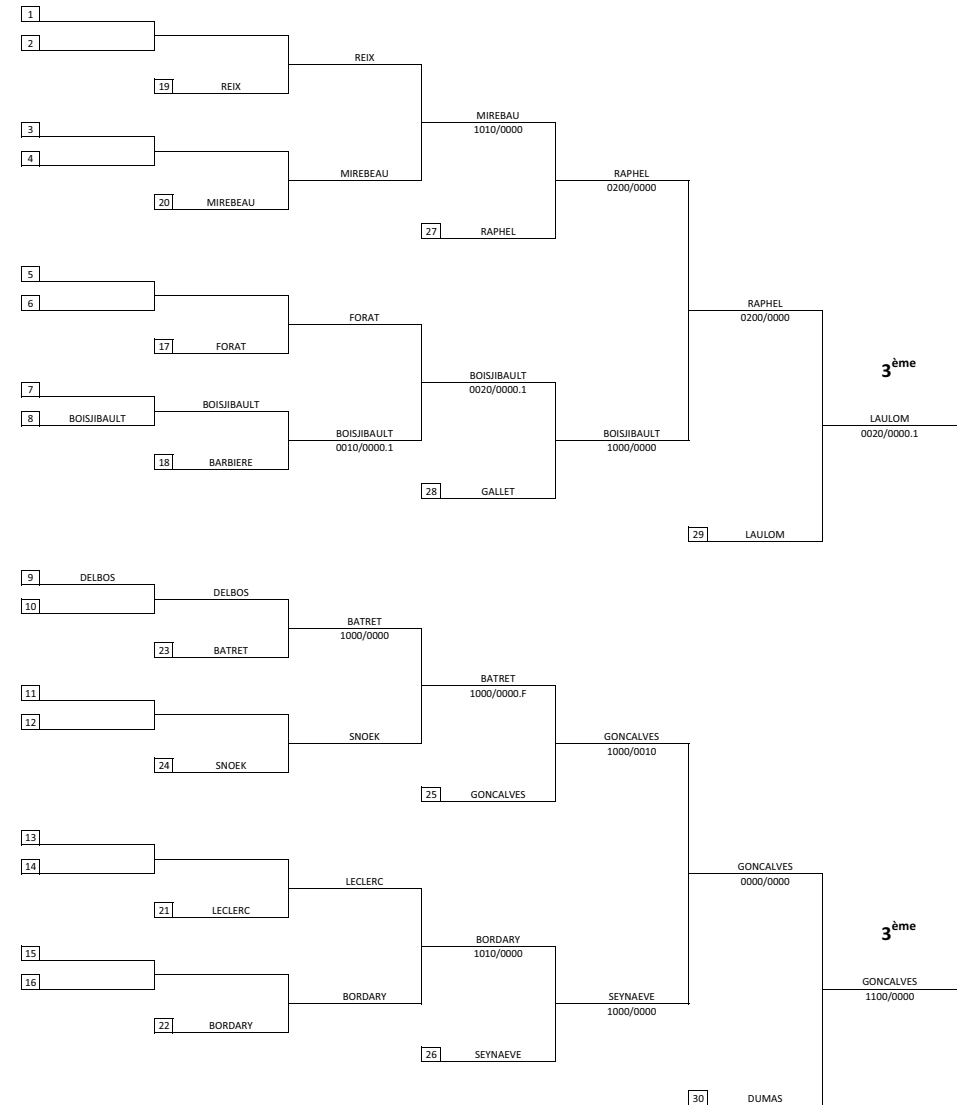 1
2
REIX
19 REIX
MIREBAU
3
1010/0000
4
MIREBEAU
RAPHEL
0200/0000
20 MIREBEAU
27 RAPHEL
5
6
RAPHEL
FORAT
0200/0000
17 FORAT
3ème
BOISJIBAULT
7
0020/0000.1
BOISJIBAULT
8 BOISJIBAULT
LAULOM
BOISJIBAULT
BOISJIBAULT
0020/0000.1
0010/0000.1
1000/0000
18 BARBIERE
28 GALLET
29 LAULOM
9 DELBOS
DELBOS
10
BATRET
1000/0000
23 BATRET
BATRET
11
1000/0000.F
12
SNOEK
GONCALVES
1000/0010
24 SNOEK
25 GONCALVES
13
14
GONCALVES
LECLERC
0000/0000
21 LECLERC
3ème
BORDARY
15
1010/0000
16
GONCALVES
BORDARY
SEYNAEVE
1100/0000
1000/0000
22 BORDARY
26 SEYNAEVE
30 DUMAS